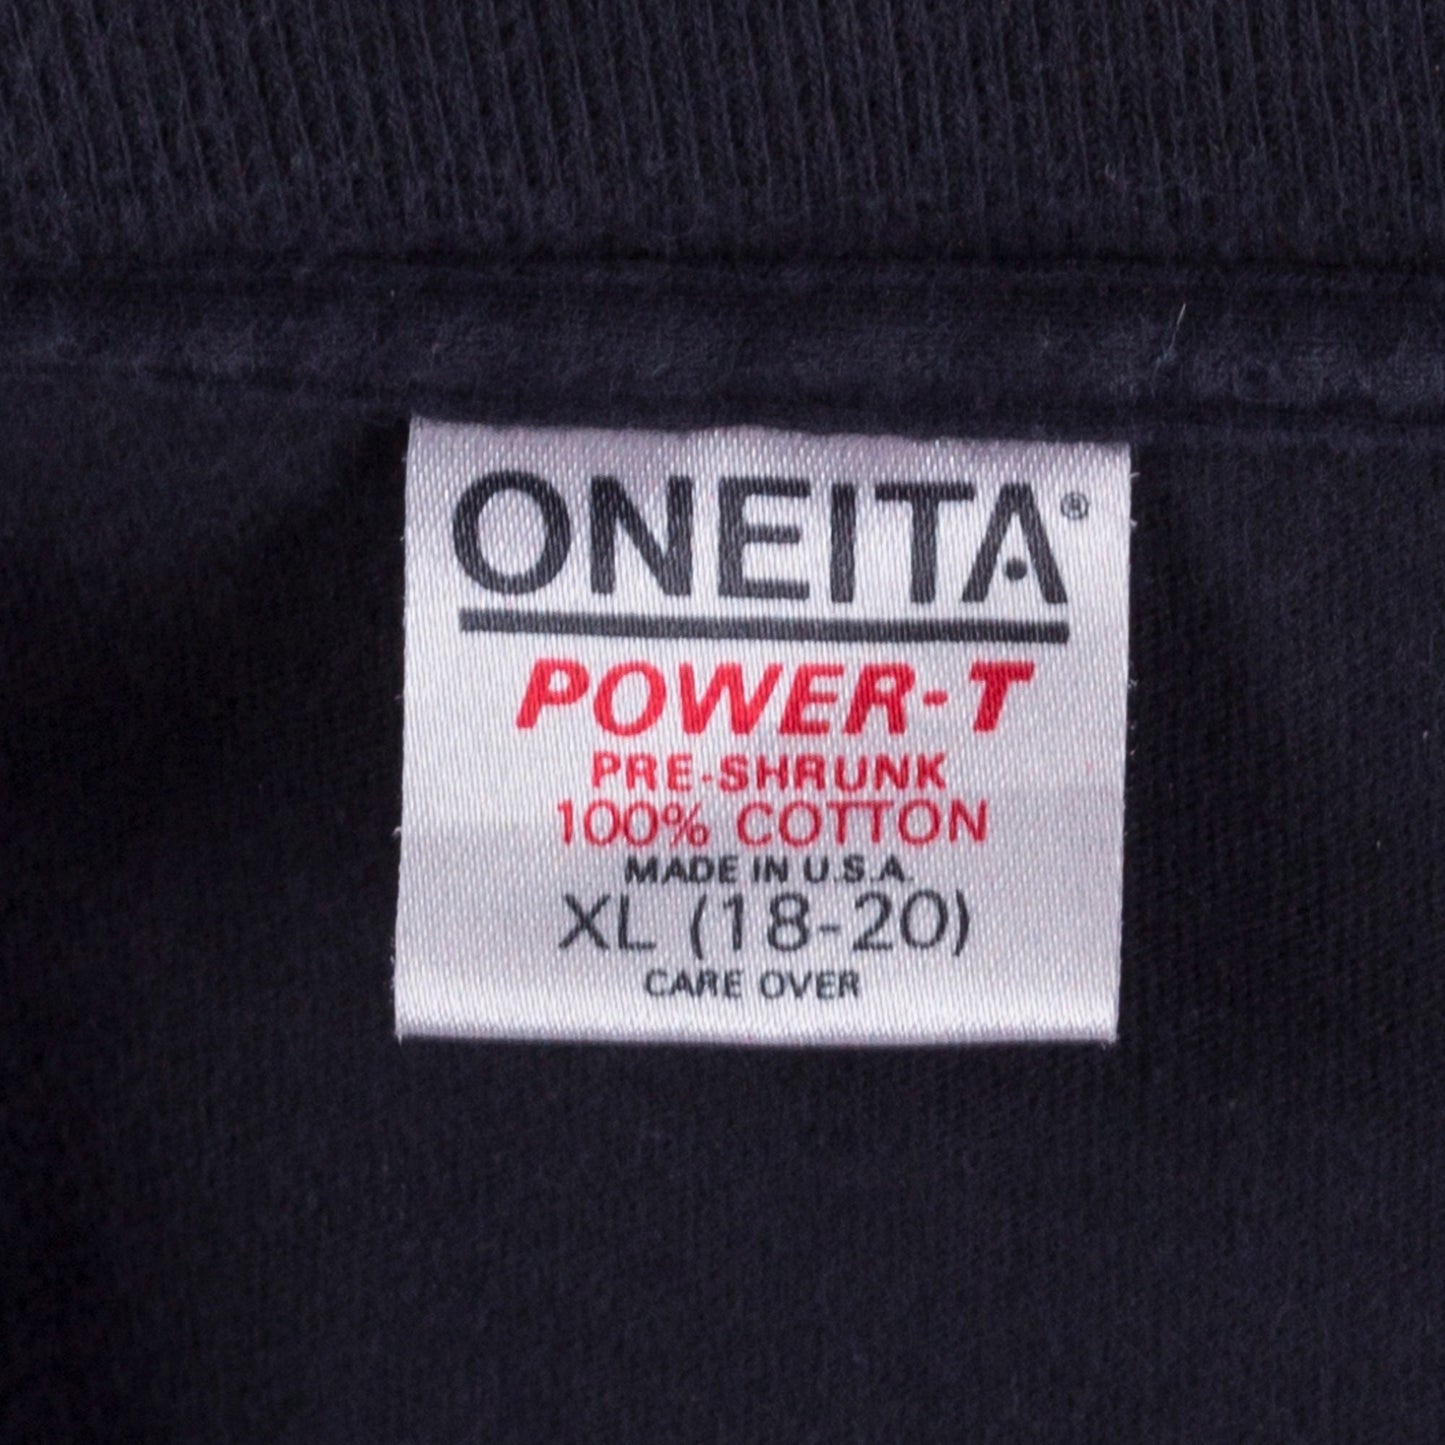 ONEITA®
POWER-T
PRE-SHRUNK
100% COTTON
MADE IN U.S.A.
XL (18-20)
CARE OVER